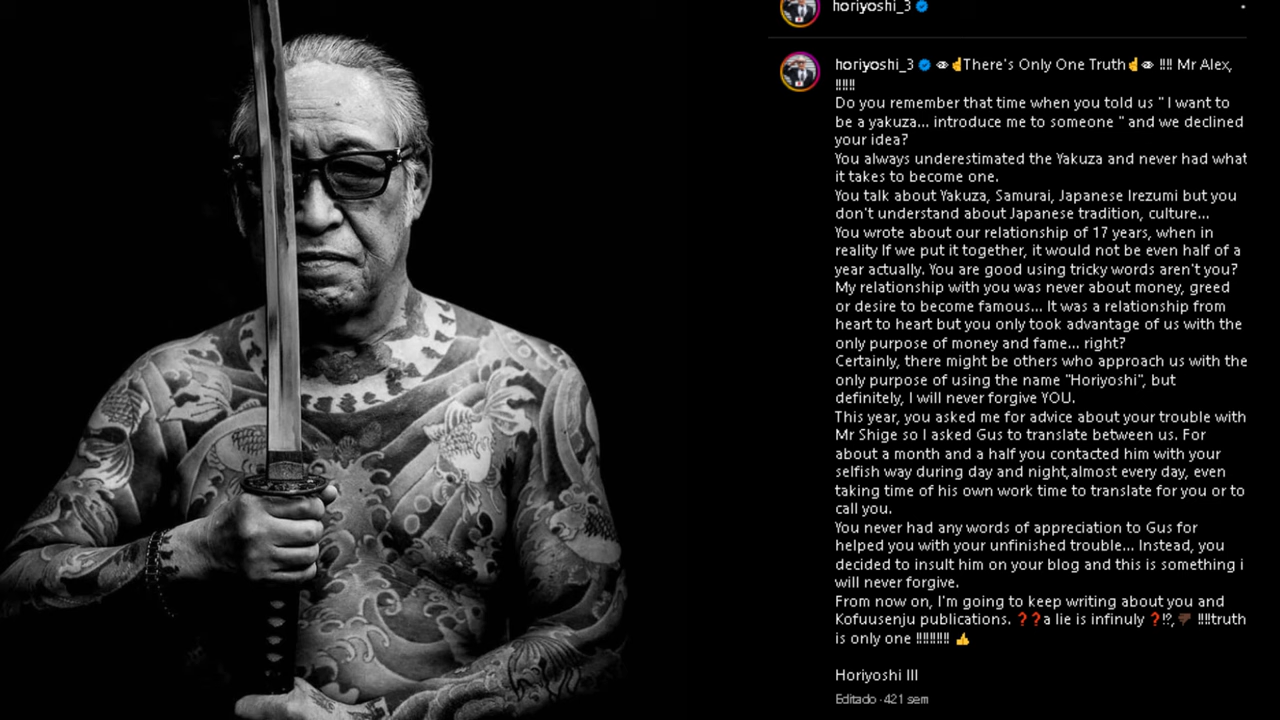 horiyoshi_3
horiyoshi_3 👁☝There's Only One Truth☝👁 !!!! Mr Alex,
!!!!!!
Do you remember that time when you told us " I want to
be a yakuza... introduce me to someone " and we declined
your idea?
You always underestimated the Yakuza and never had what
it takes to become one.
You talk about Yakuza, Samurai, Japanese Irezumi but you
don't understand about Japanese tradition, culture...
You wrote about our relationship of 17 years, when in
reality If we put it together, it would not be even half of a
year actually. You are good using tricky words aren't you?
My relationship with you was never about money, greed
or desire to become famous... It was a relationship from
heart to heart but you only took advantage of us with the
only purpose of money and fame... right?
Certainly, there might be others who approach us with the
only purpose of using the name "Horiyoshi", but
definitely, I will never forgive YOU.
This year, you asked me for advice about your trouble with
Mr Shige so I asked Gus to translate between us. For
about a month and a half you contacted him with your
selfish way during day and night,almost every day, even
taking time of his own work time to translate for you or to
call you.
You never had any words of appreciation to Gus for
helped you with your unfinished trouble... Instead, you
decided to insult him on your blog and this is something i
will never forgive.
From now on, I'm going to keep writing about you and
Kofuusenju publications. ❓❓a lie is infinuly ❓!?,👎🏿 !!!!truth
is only one !!!!!!!!!! 👍
Horiyoshi III
Editado · 421 sem